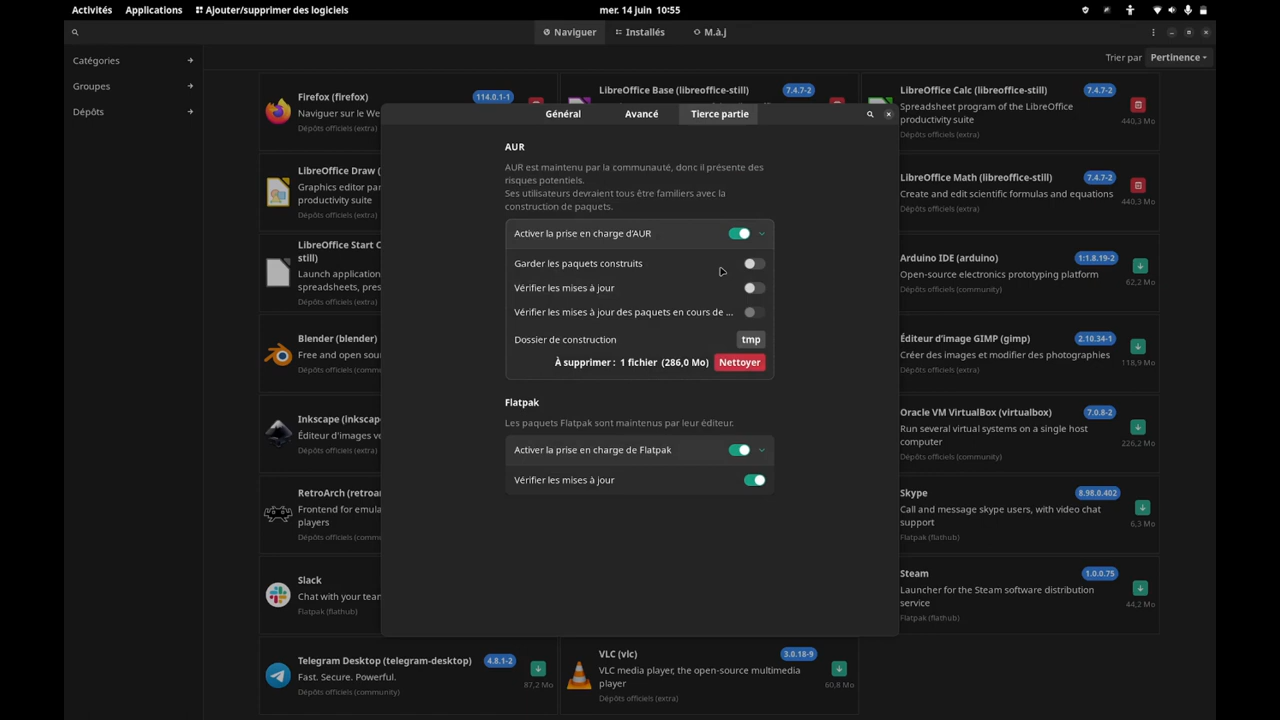 Activités
Applications
Ajouter/supprimer des logiciels
mer. 14 juin 10:55
Naviguer
Installés
M.à.j
Catégories
Groupes
Dépôts
Trier par
Pertinence
Firefox (firefox)
114.0.1-1
Naviguer sur le We
Dépôts officiels (extra)
LibreOffice Base (libreoffice-still)
7.4.7-2
LibreOffice Calc (libreoffice-still)
7.4.7-2
Spreadsheet program of the LibreOffice
productivity suite
Dépôts officiels (extra)
440,3 Mo
LibreOffice Draw (
Graphics editor par
productivity suite
Dépôts officiels (extra)
LibreOffice Math (libreoffice-still)
7.4.7-2
Create and edit scientific formulas and equations
Dépôts officiels (extra)
440,3 Mo
LibreOffice Start C
still)
Launch application
spreadsheets, pres
Dépôts officiels (extra)
Arduino IDE (arduino)
1:1.8.19-2
Open-source electronics prototyping platform
Dépôts officiels (community)
62,2 Mo
Blender (blender)
Free and open sour
Dépôts officiels (comm
Éditeur d'image GIMP (gimp)
2.10.34-1
Créer des images et modifier des photographies
Dépôts officiels (extra)
118,9 Mo
Inkscape (inkscap
Éditeur d'images ve
Dépôts officiels (extra)
Oracle VM VirtualBox (virtualbox)
7.0.8-2
Run several virtual systems on a single host
computer
Dépôts officiels (community)
226,2 Mo
RetroArch (retroar
Frontend for emula
players
Dépôts officiels (comm
Skype
8.98.0.402
Call and message skype users, with video chat
support
Flatpak (flathub)
6,3 Mo
Slack
Chat with your tean
Flatpak (flathub)
Steam
1.0.0.75
Launcher for the Steam software distribution
service
Flatpak (flathub)
44,2 Mo
Telegram Desktop (telegram-desktop)
4.8.1-2
Fast. Secure. Powerful.
Dépôts officiels (community)
87,2 Mo
VLC (vlc)
3.0.18-9
VLC media player, the open-source multimedia
player
Dépôts officiels (extra)
60,8 Mo
Général
Avancé
Tierce partie
AUR
AUR est maintenu par la communauté, donc il présente des
risques potentiels.
Ses utilisateurs devraient tous être familiers avec la
construction de paquets.
Activer la prise en charge d'AUR
Garder les paquets construits
Vérifier les mises à jour
Vérifier les mises à jour des paquets en cours de ...
Dossier de construction
tmp
À supprimer : 1 fichier (286,0 Mo)
Nettoyer
Flatpak
Les paquets Flatpak sont maintenus par leur éditeur.
Activer la prise en charge de Flatpak
Vérifier les mises à jour